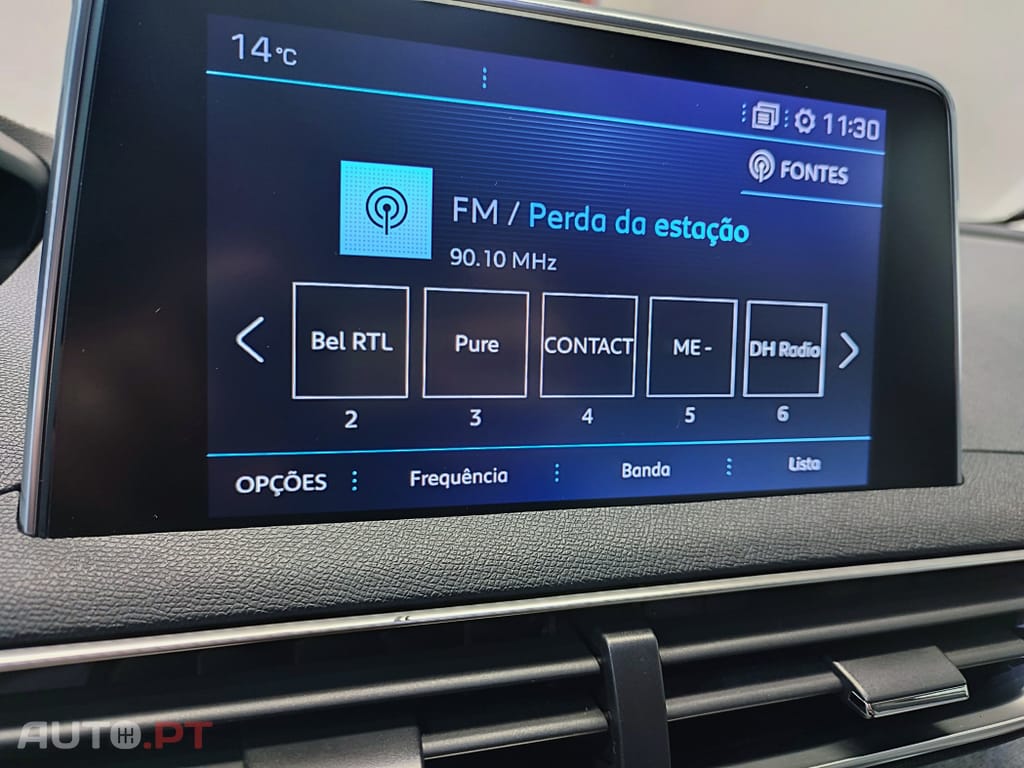 14°C
11:30
FONTES
FM / Perda da estação
90.10 MHz
Bel RTL
Pure
CONTACT
ME -
DH Radio
2
3
4
5
6
OPÇÕES
Frequência
Banda
Lista
AUTO.PT